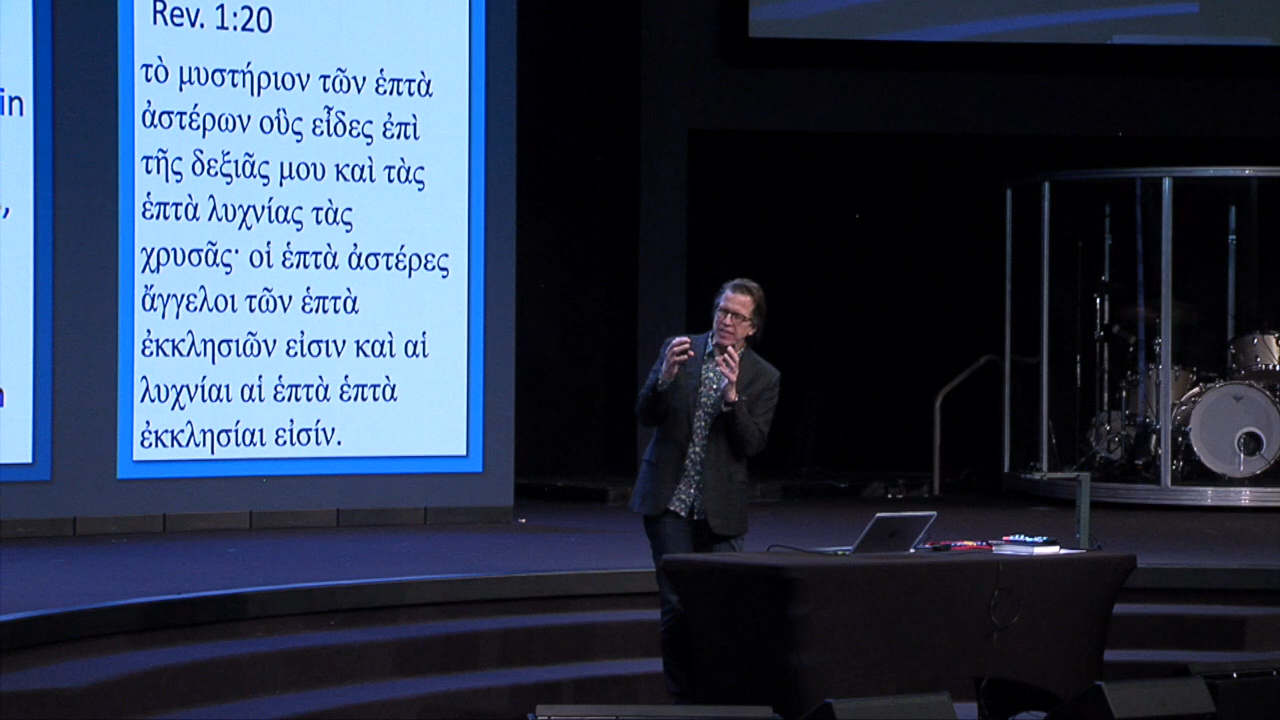 in
Rev. 1:20
τὸ μυστήριον τῶν ἑπτὰ
ἀστέρων οὓς εἶδες ἐπὶ
τῆς δεξιᾶς μου καὶ τὰς
ἑπτὰ λυχνίας τὰς
χρυσᾶς· οἱ ἑπτὰ ἀστέρες
ἄγγελοι τῶν ἑπτὰ
ἐκκλησιῶν εἰσιν καὶ αἱ
λυχνίαι αἱ ἑπτὰ ἑπτὰ
ἐκκλησίαι εἰσίν.